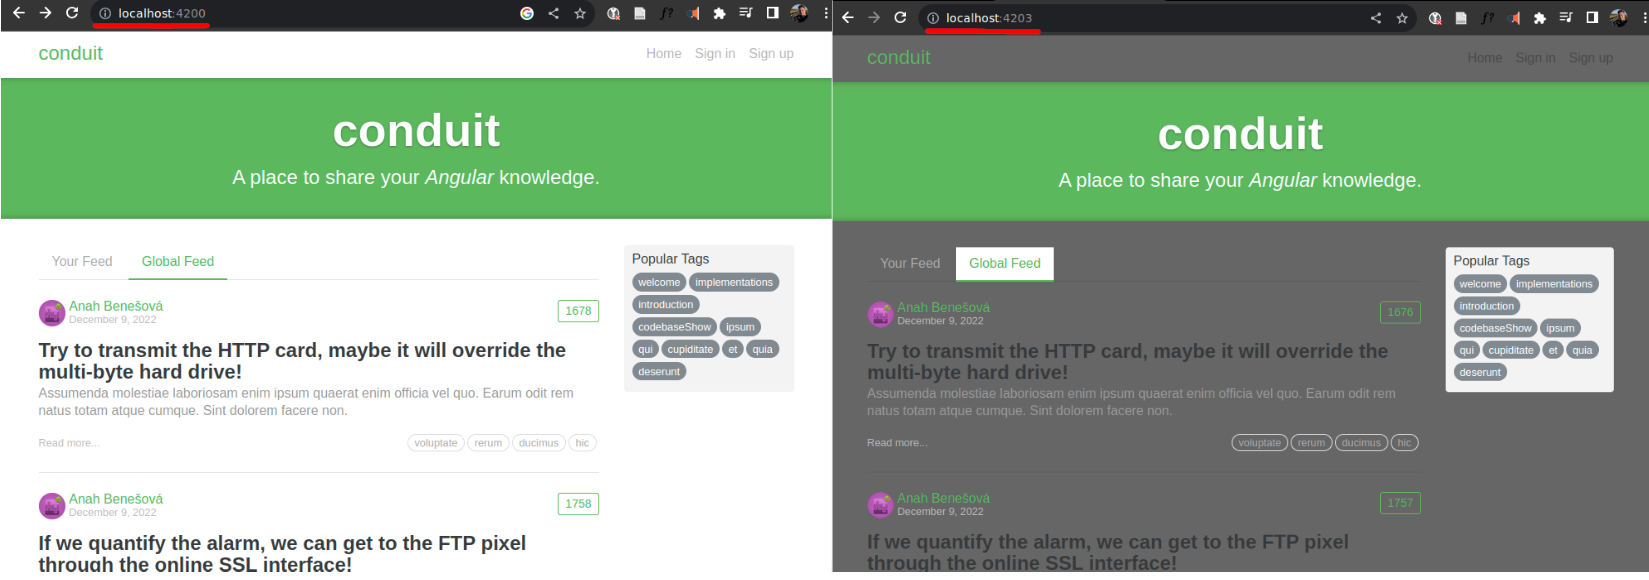 localhost:4200
conduit
Home Sign in Sign up
conduit
A place to share your Angular knowledge.
Your Feed Global Feed
Anah Benešová
December 9, 2022
1678
Try to transmit the HTTP card, maybe it will override the
multi-byte hard drive!
Assumenda molestiae laboriosam enim ipsum quaerat enim officia vel quo. Earum odit rem
natus totam atque cumque. Sint dolorem facere non.
Read more...
voluptate rerum ducimus hic
Anah Benešová
December 9, 2022
1758
If we quantify the alarm, we can get to the FTP pixel
through the online SSL interface!
Popular Tags
welcome implementations
introduction
codebaseShow ipsum
qui cupiditate et quia
deserunt
localhost:4203
f?
f?
conduit
Home Sign in Sign up
conduit
A place to share your Angular knowledge.
Your Feed Global Feed
Anah Benešová
December 9, 2022
1676
Try to transmit the HTTP card, maybe it will override the
multi-byte hard drive!
Assumenda molestiae laboriosam enim ipsum quaerat enim officia vel quo. Earum odit rem
natus totam atque cumque. Sint dolorem facere non.
Read more...
voluptate rerum ducimus hic
Anah Benešová
December 9, 2022
1757
If we quantify the alarm, we can get to the FTP pixel
through the online SSL interface!
Popular Tags
welcome implementations
introduction
codebaseShow ipsum
qui cupiditate et quia
deserunt